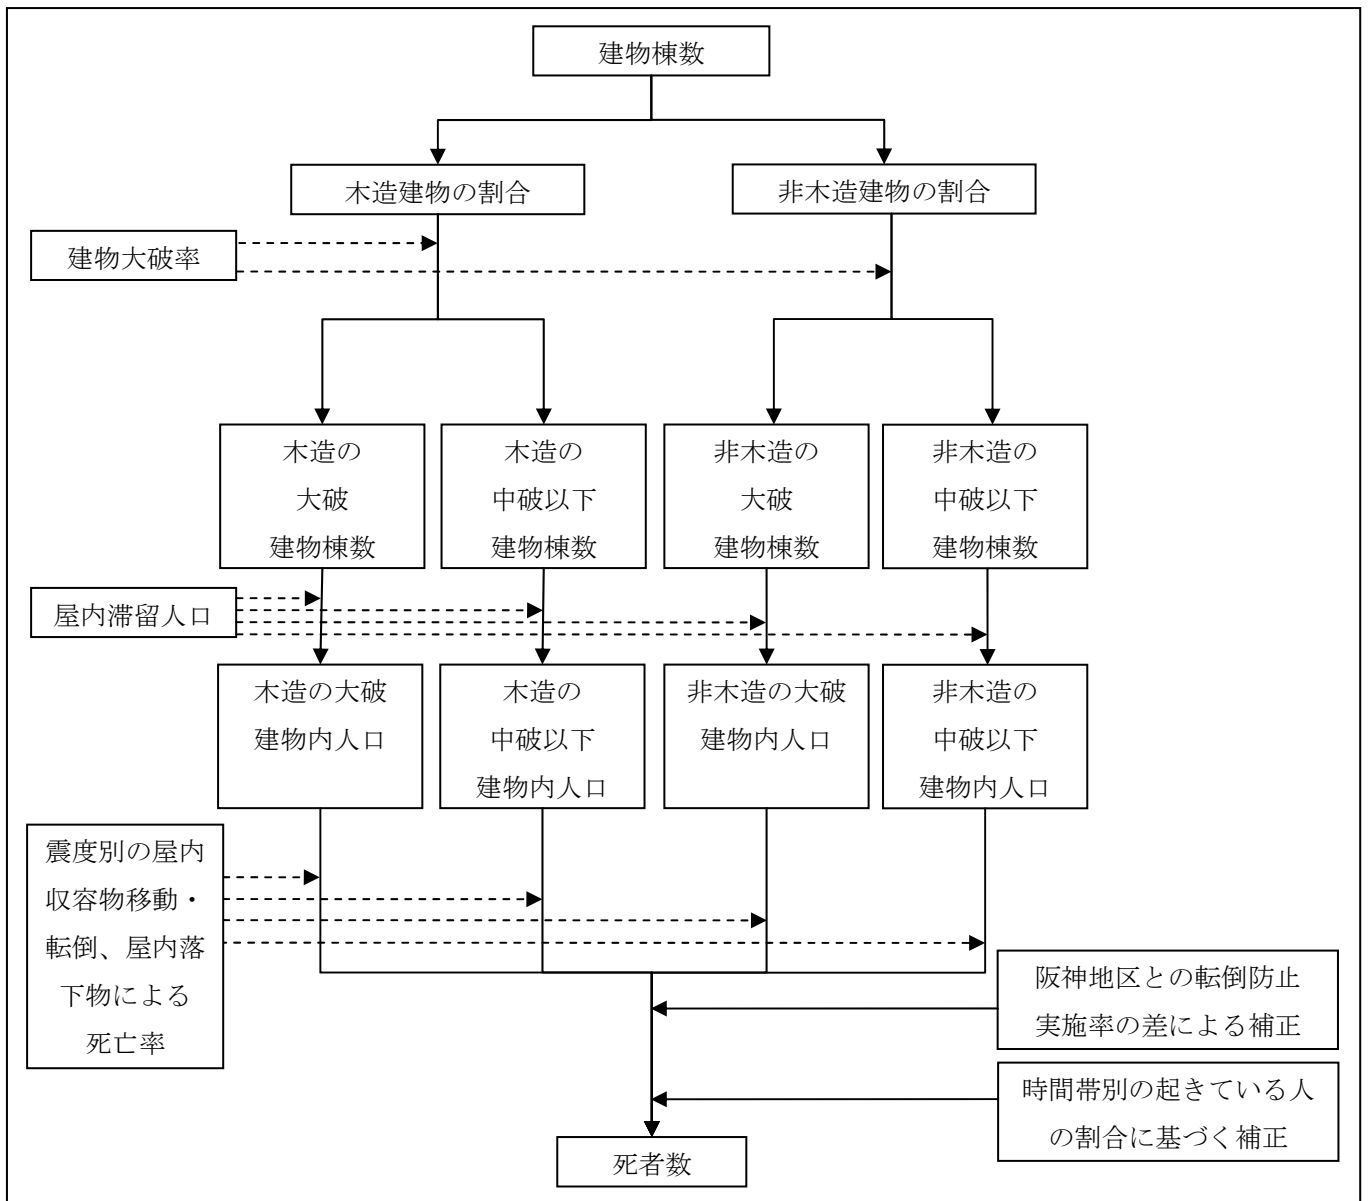 建物棟数
木造建物の割合
非木造建物の割合
建物大破率
木造の
大破
建物棟数
木造の
中破以下
建物棟数
非木造の
大破
建物棟数
非木造の
中破以下
建物棟数
屋内滞留人口
木造の大破
建物内人口
木造の
中破以下
建物内人口
非木造の大破
建物内人口
非木造の
中破以下
建物内人口
震度別の屋内
収容物移動・
転倒、屋内落
下物による
死亡率
阪神地区との転倒防止
実施率の差による補正
時間帯別の起きている人
の割合に基づく補正
死者数